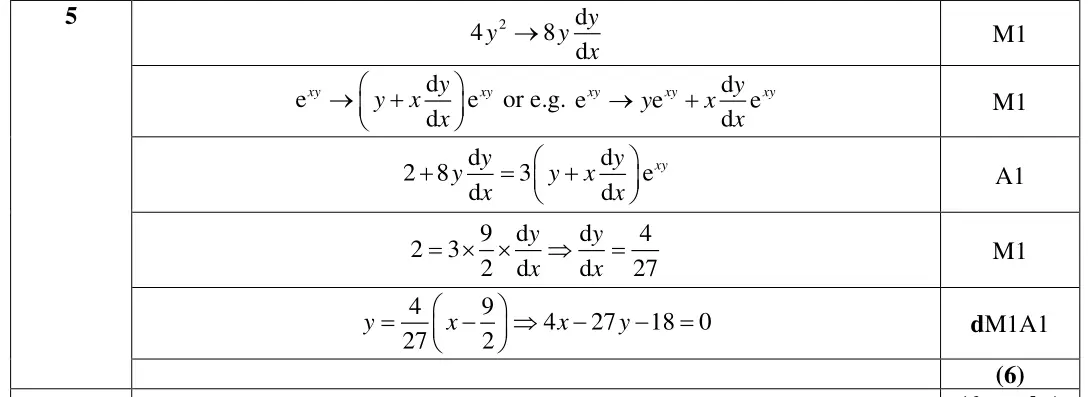 5
4y² → 8y dy/dx M1
e^{xy} → (y + x dy/dx) e^{xy} or e.g. e^{xy} → ye^{xy} + x dy/dx e^{xy} M1
2 + 8y dy/dx = 3(y + x dy/dx) e^{xy} A1
2 = 3 × 9/2 × dy/dx ⇒ dy/dx = 4/27 M1
y = 4/27 (x − 9/2) ⇒ 4x − 27y − 18 = 0 dM1A1
(6)